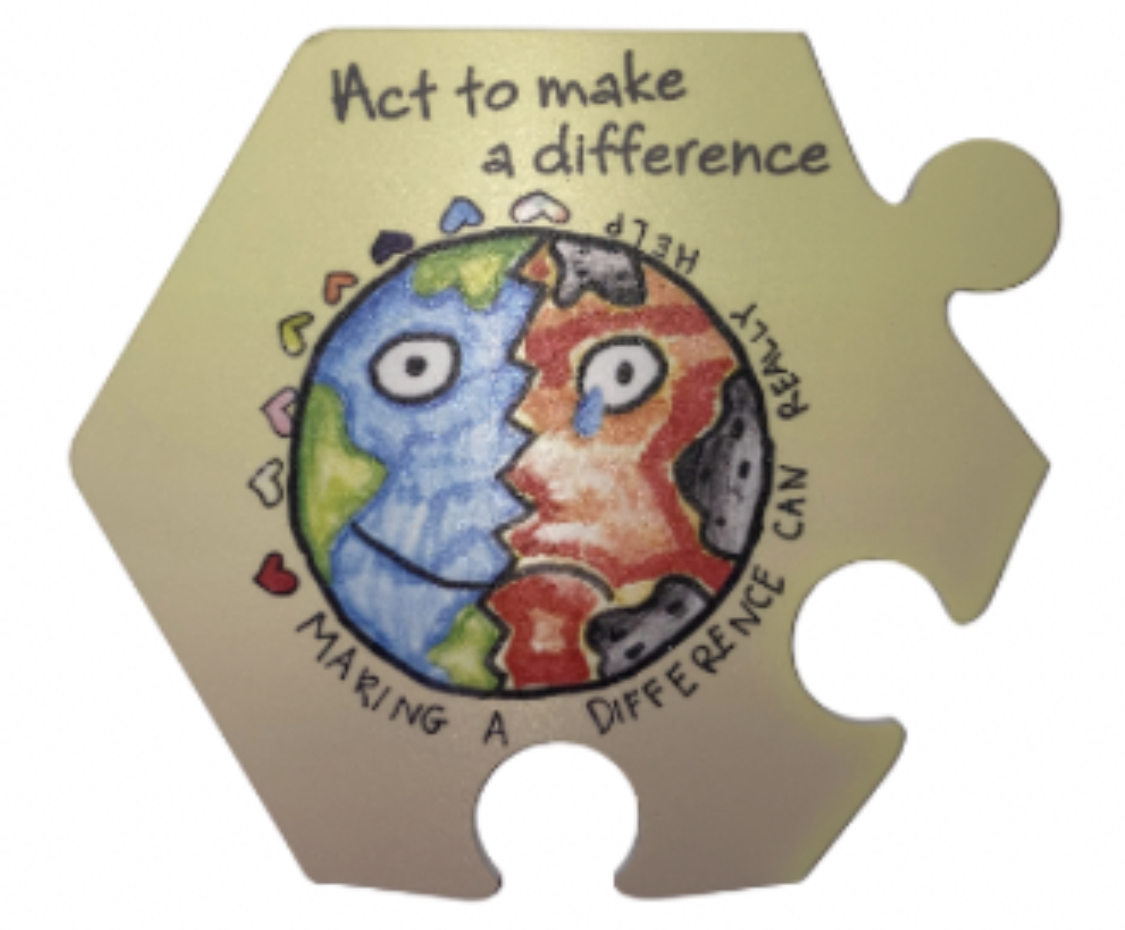 Act to make
a difference
MAKING A DIFFERENCE CAN REALLY HELP